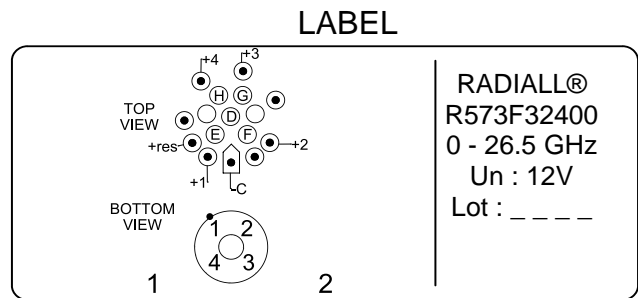 LABEL
+4
+3
H G
TOP
VIEW
D
E F
+res
+2
+1
-C
BOTTOM
VIEW
1 2
4 3
1 2
RADIALL®
R573F32400
0 - 26.5 GHz
Un : 12V
Lot : _ _ _ _